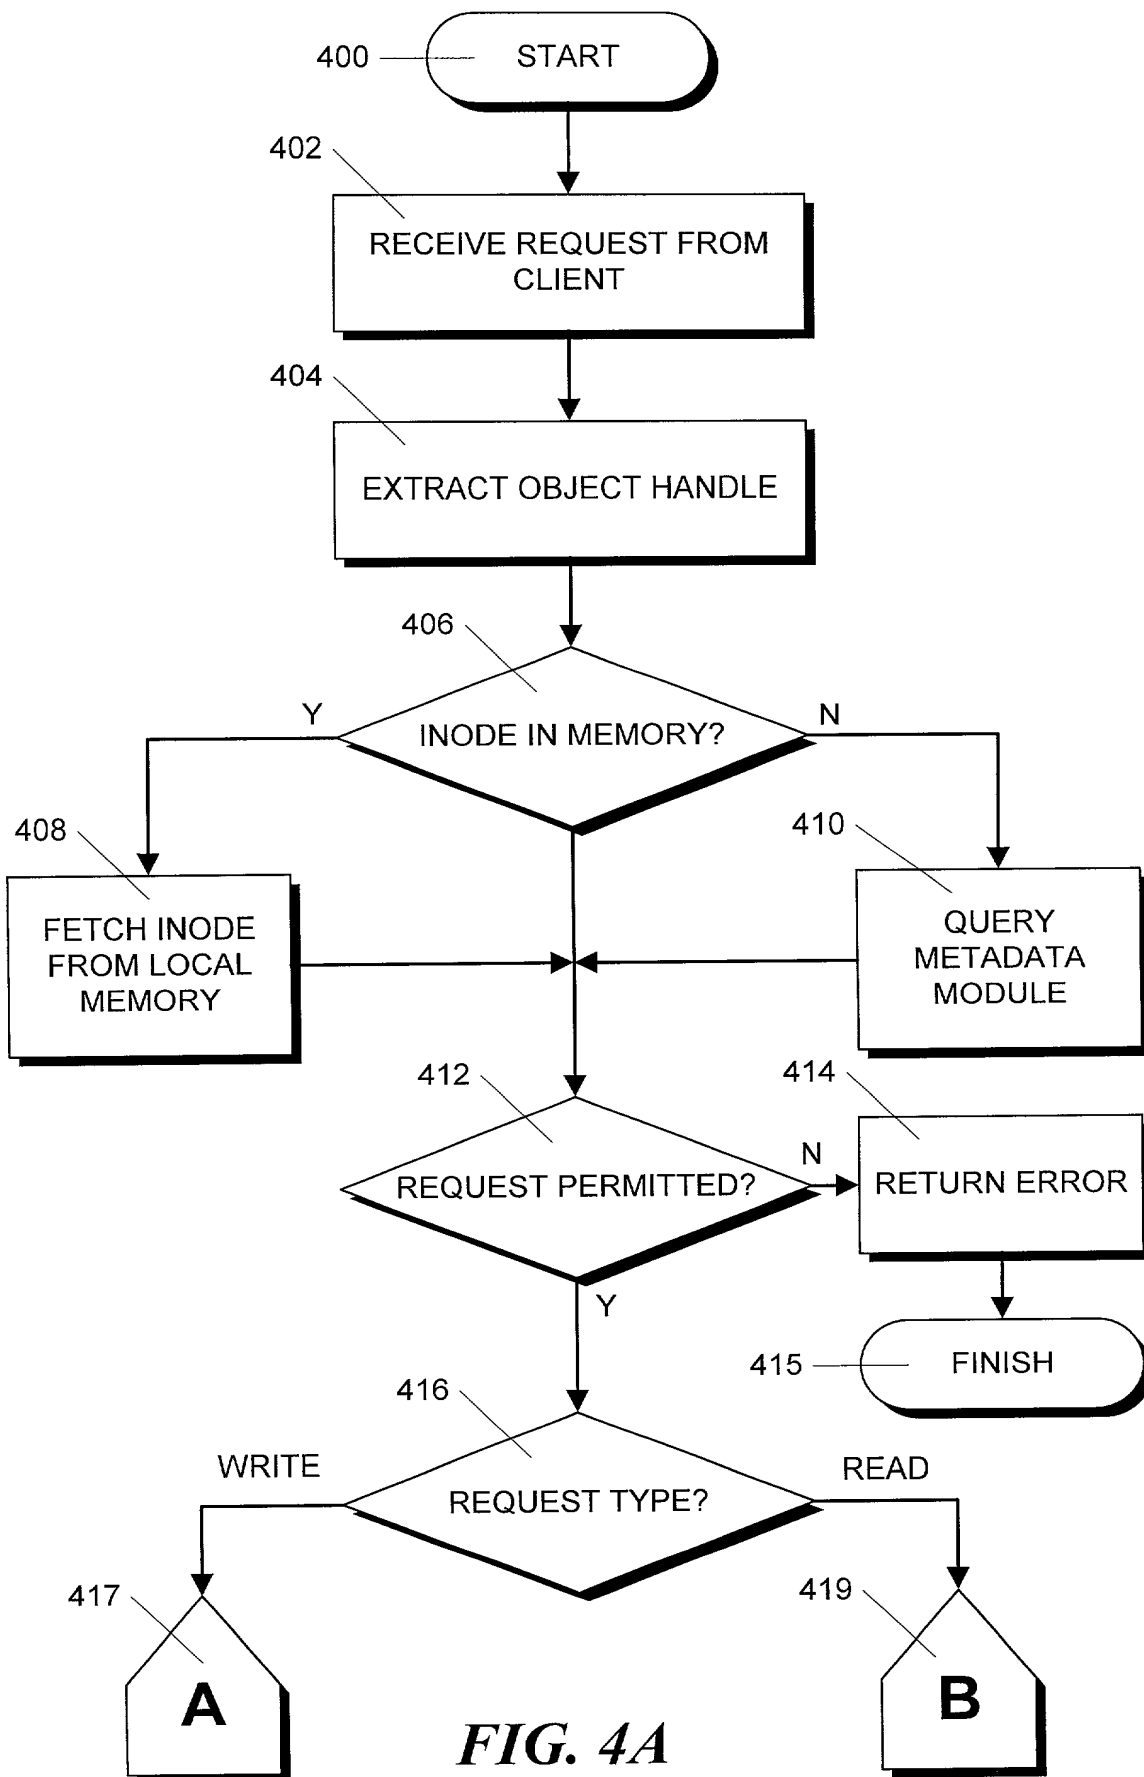 400
START
402
RECEIVE REQUEST FROM
CLIENT
404
EXTRACT OBJECT HANDLE
406
Y
INODE IN MEMORY?
N
408
FETCH INODE
FROM LOCAL
MEMORY
410
QUERY
METADATA
MODULE
412
REQUEST PERMITTED?
N
414
RETURN ERROR
Y
415
FINISH
416
WRITE
REQUEST TYPE?
READ
417
A
419
B
FIG. 4A